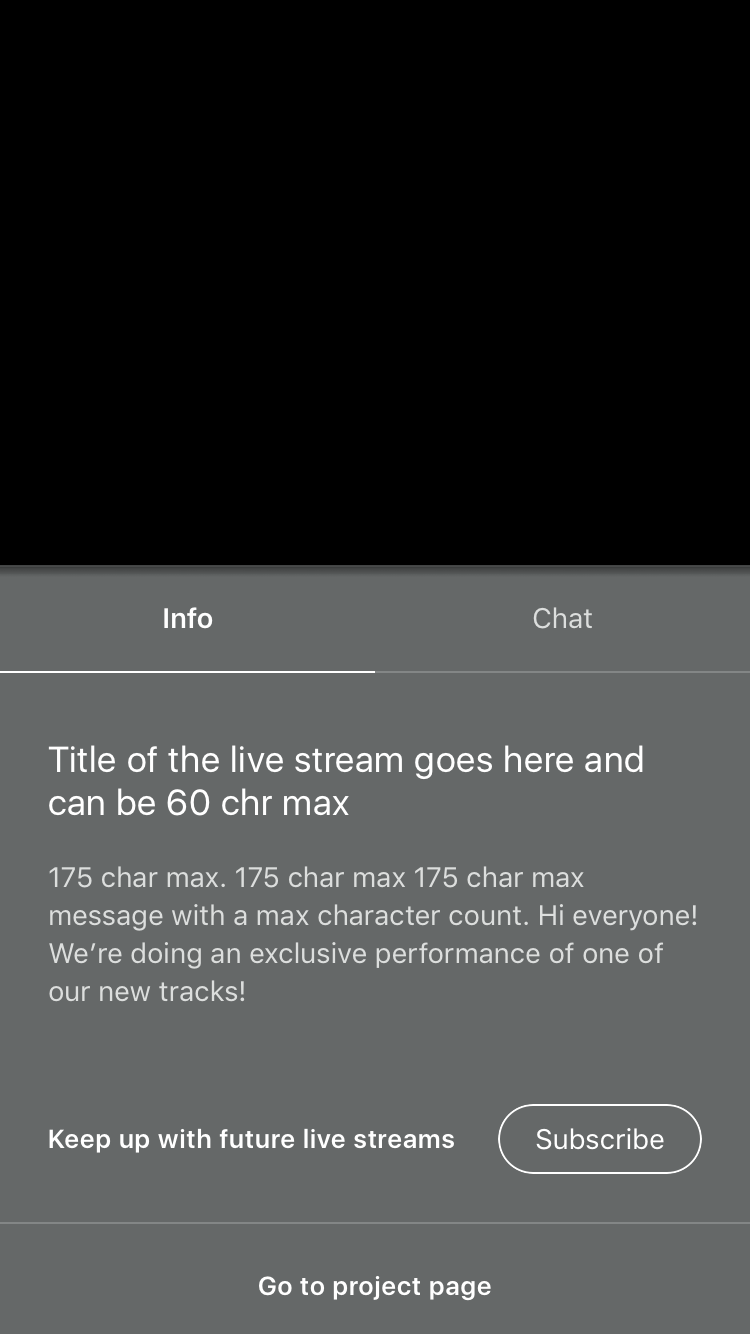 Info
Chat
Title of the live stream goes here and
can be 60 chr max
175 char max. 175 char max 175 char max
message with a max character count. Hi everyone!
We’re doing an exclusive performance of one of
our new tracks!
Keep up with future live streams
Subscribe
Go to project page